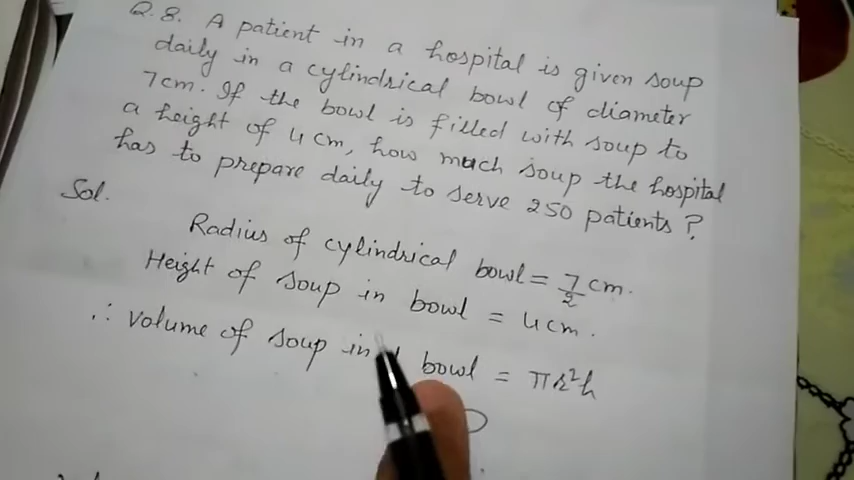 Q.8. A patient in a hospital is given soup
daily in a cylindrical bowl of diameter
7cm. If the bowl is filled with soup to
a height of 4 cm, how much soup the hospital
has to prepare daily to serve 250 patients ?
Sol.
Radius of cylindrical bowl = 7/2 cm.
Height of soup in bowl = 4cm.
∴ volume of soup in 1 bowl = πr²h